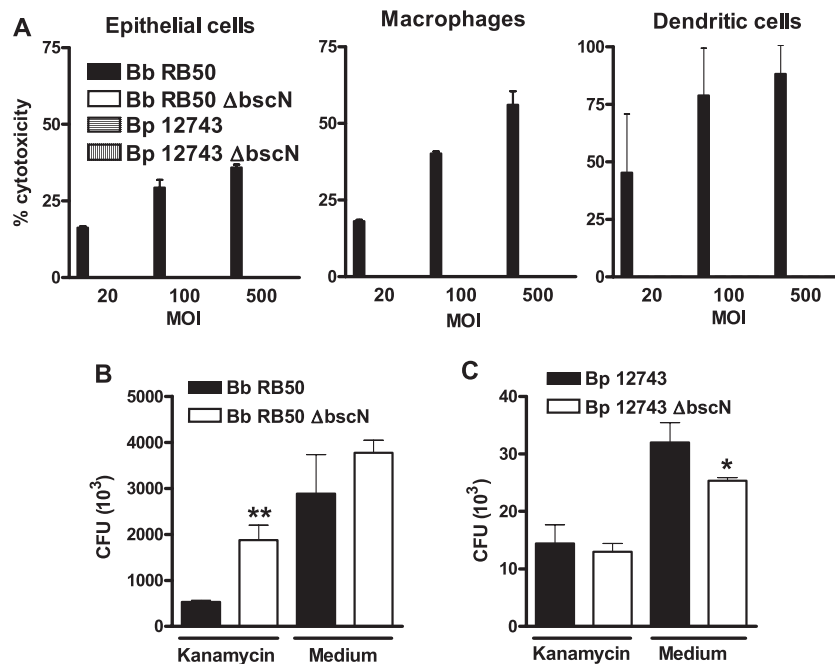 A
Epithelial cells
Macrophages
Dendritic cells
% cytotoxicity
75
50
25
0
Bb RB50
Bb RB50 ΔbscN
Bp 12743
Bp 12743 ΔbscN
20 100 500
MOI
75
50
25
0
20 100 500
MOI
100
75
50
25
0
20 100 500
MOI
B
Bb RB50
Bb RB50 ΔbscN
CFU (10³)
5000
4000
3000
2000
1000
0
**
Kanamycin Medium
C
Bp 12743
Bp 12743 ΔbscN
CFU (10³)
40
30
20
10
0
*
Kanamycin Medium